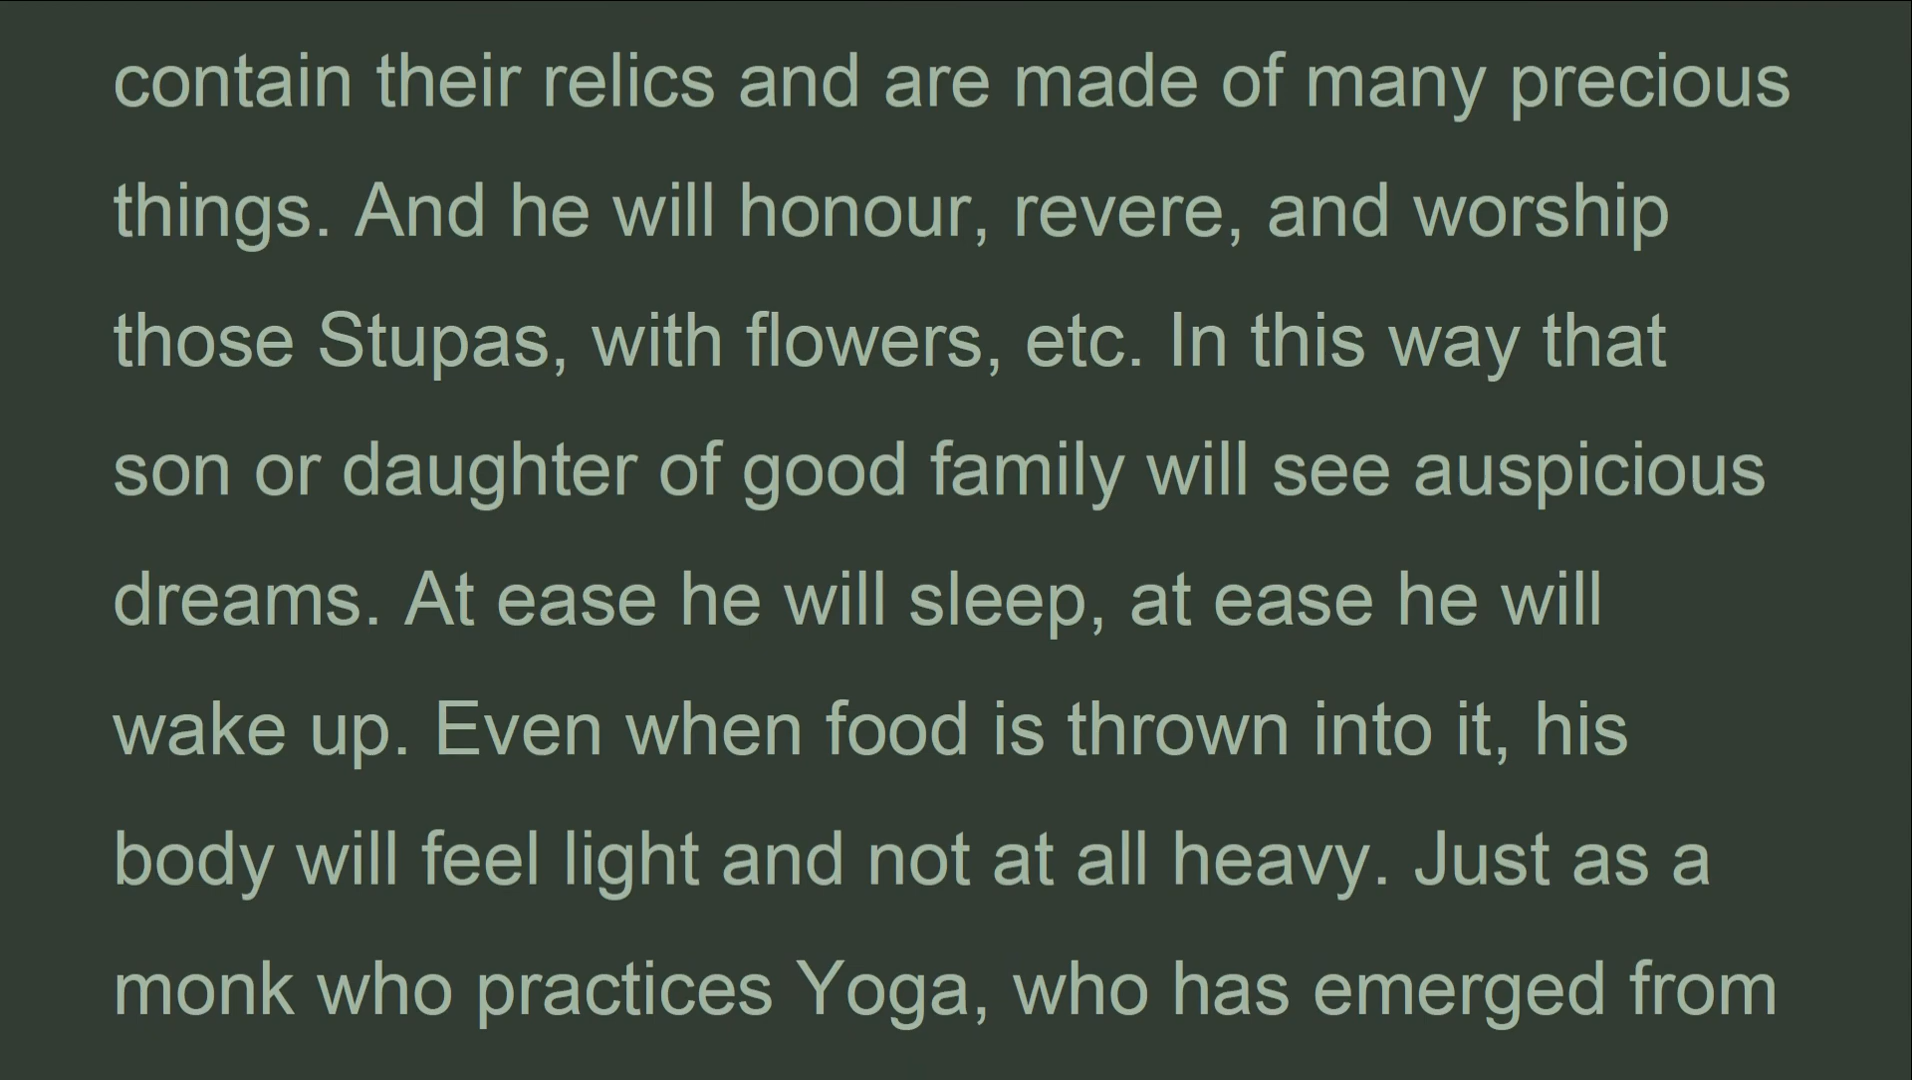 contain their relics and are made of many precious
things. And he will honour, revere, and worship
those Stupas, with flowers, etc. In this way that
son or daughter of good family will see auspicious
dreams. At ease he will sleep, at ease he will
wake up. Even when food is thrown into it, his
body will feel light and not at all heavy. Just as a
monk who practices Yoga, who has emerged from